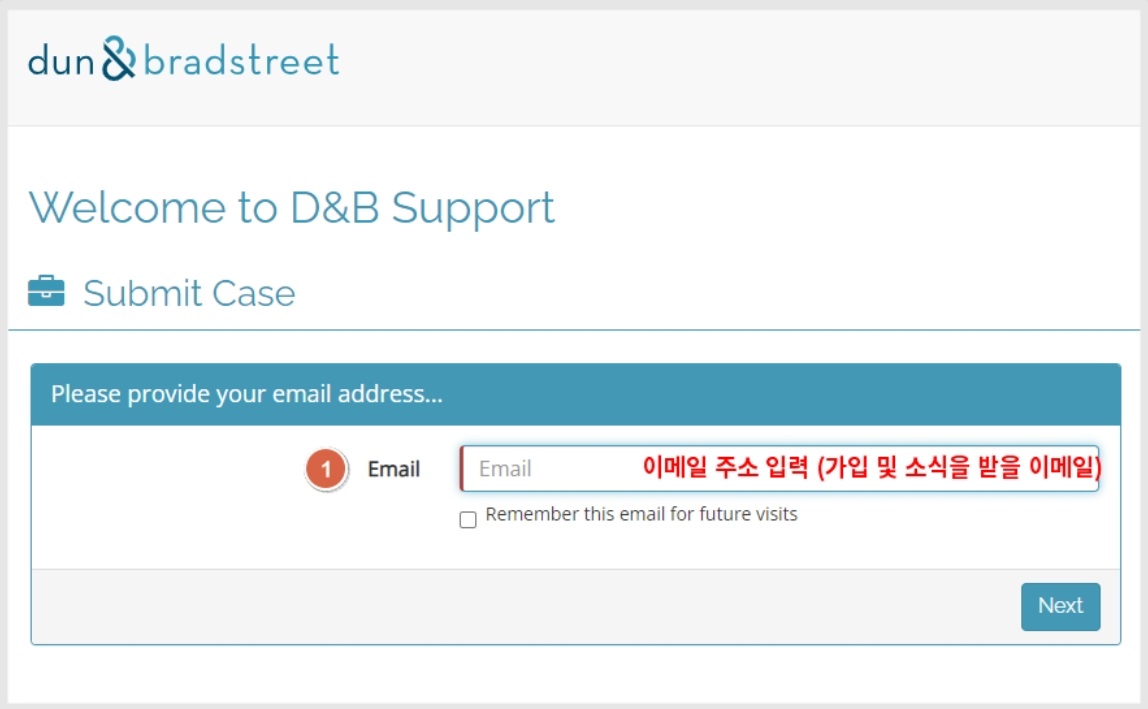 dun & bradstreet
Welcome to D&B Support
Submit Case
Please provide your email address...
1 Email Email 이메일 주소 입력 (가입 및 소식을 받을 이메일)
Remember this email for future visits
Next